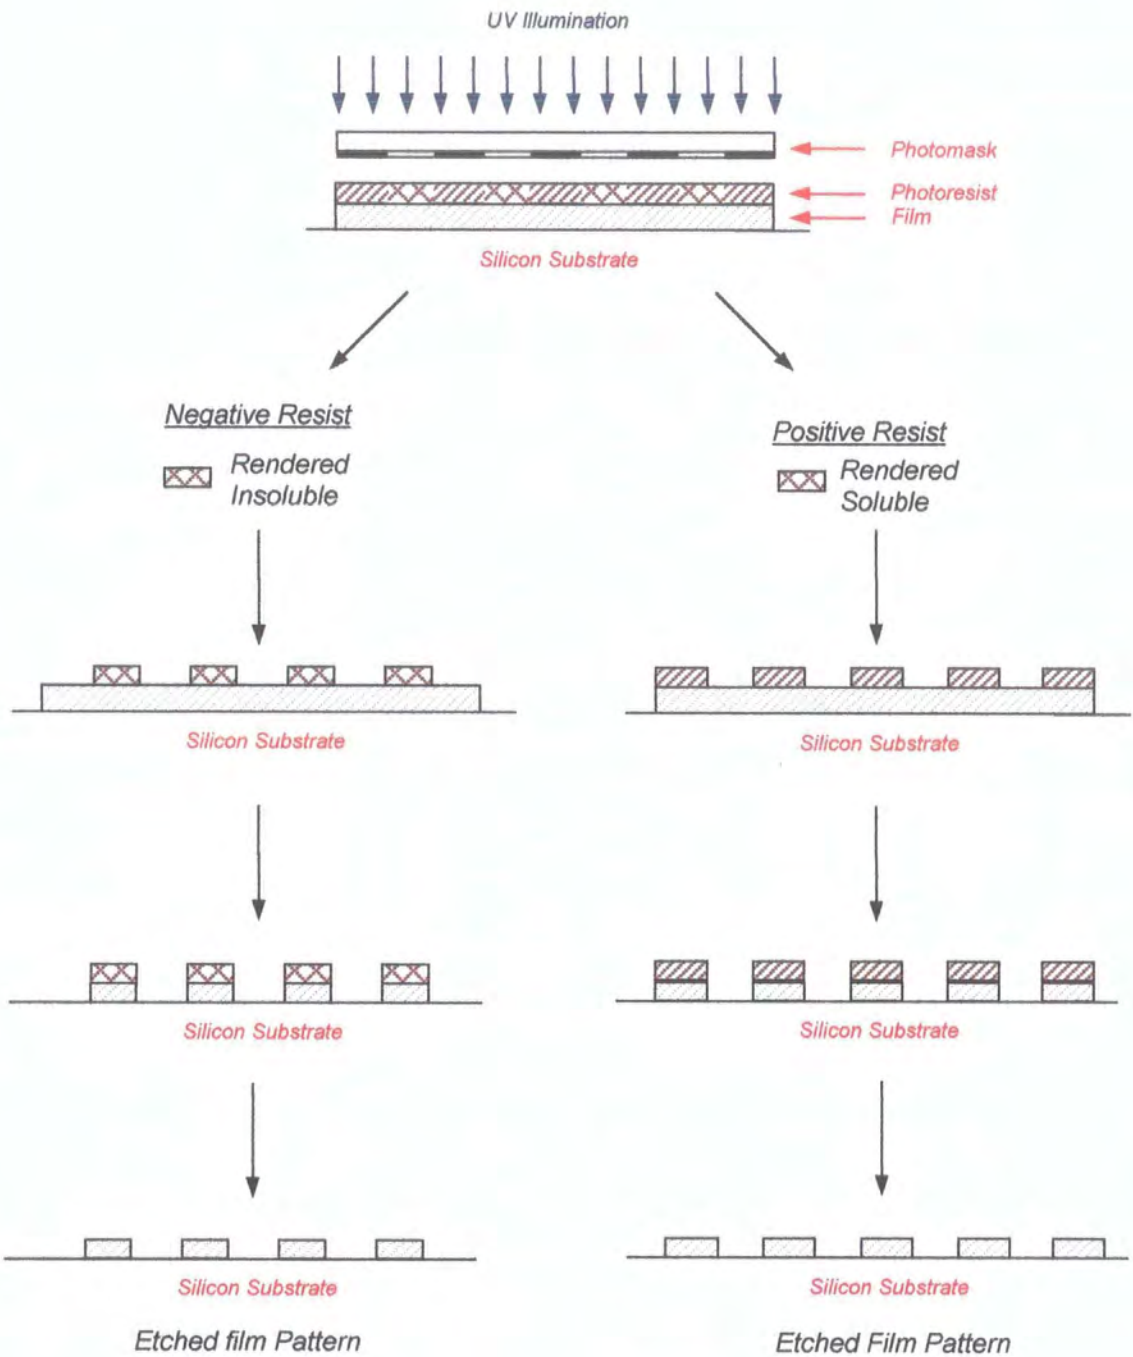 UV Illumination
Photomask
Photoresist
Film
Silicon Substrate
Negative Resist
Rendered
Insoluble
Positive Resist
Rendered
Soluble
Silicon Substrate
Silicon Substrate
Silicon Substrate
Silicon Substrate
Silicon Substrate
Silicon Substrate
Etched film Pattern
Etched Film Pattern